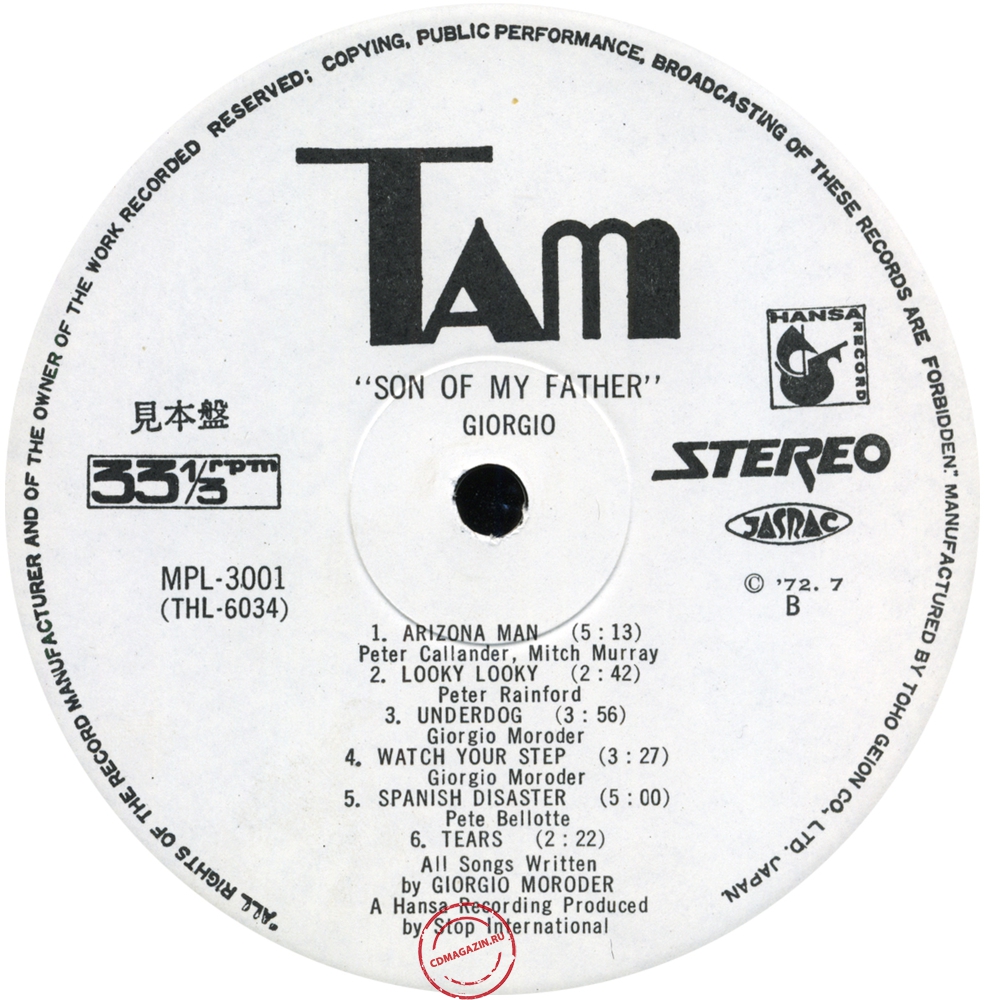 "ALL RIGHTS OF THE RECORD MANUFACTURER AND OF THE OWNER OF THE WORK RECORDED RESERVED; COPYING, PUBLIC PERFORMANCE, BROADCASTING OF THESE RECORDS ARE FORBIDDEN." MANUFACTURED BY TOHO GEION CO., LTD. JAPAN.
TAM
HANSA
RECORD
"SON OF MY FATHER"
GIORGIO
見本盤
33 1/3 rpm
STEREO
JASRAC
MPL-3001
(THL-6034)
© '72. 7
B
1. ARIZONA MAN (5 : 13)
Peter Callander, Mitch Murray
2. LOOKY LOOKY (2 : 42)
Peter Rainford
3. UNDERDOG (3 : 56)
Giorgio Moroder
4. WATCH YOUR STEP (3 : 27)
Giorgio Moroder
5. SPANISH DISASTER (5 : 00)
Pete Bellotte
6. TEARS (2 : 22)
All Songs Written
by GIORGIO MORODER
A Hansa Recording Produced
by Stop International
CDMAGAZIN.RU